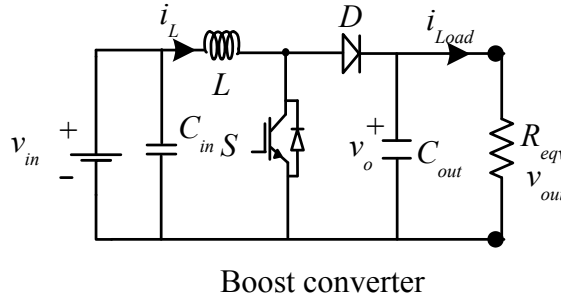 i_L
D
i_Load
L
v_in
+
-
C_in
S
+
v_o
C_out
R_eqv
v_out
Boost converter